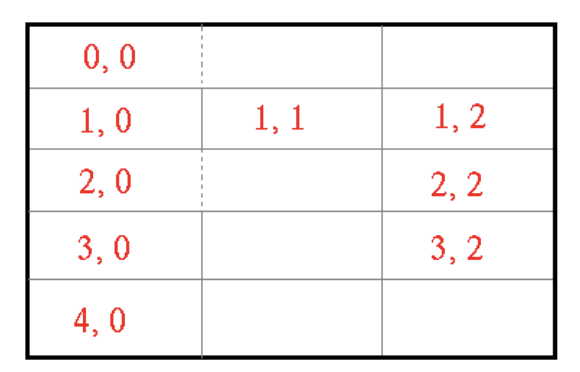 0, 0
1, 0 1, 1 1, 2
2, 0 2, 2
3, 0 3, 2
4, 0